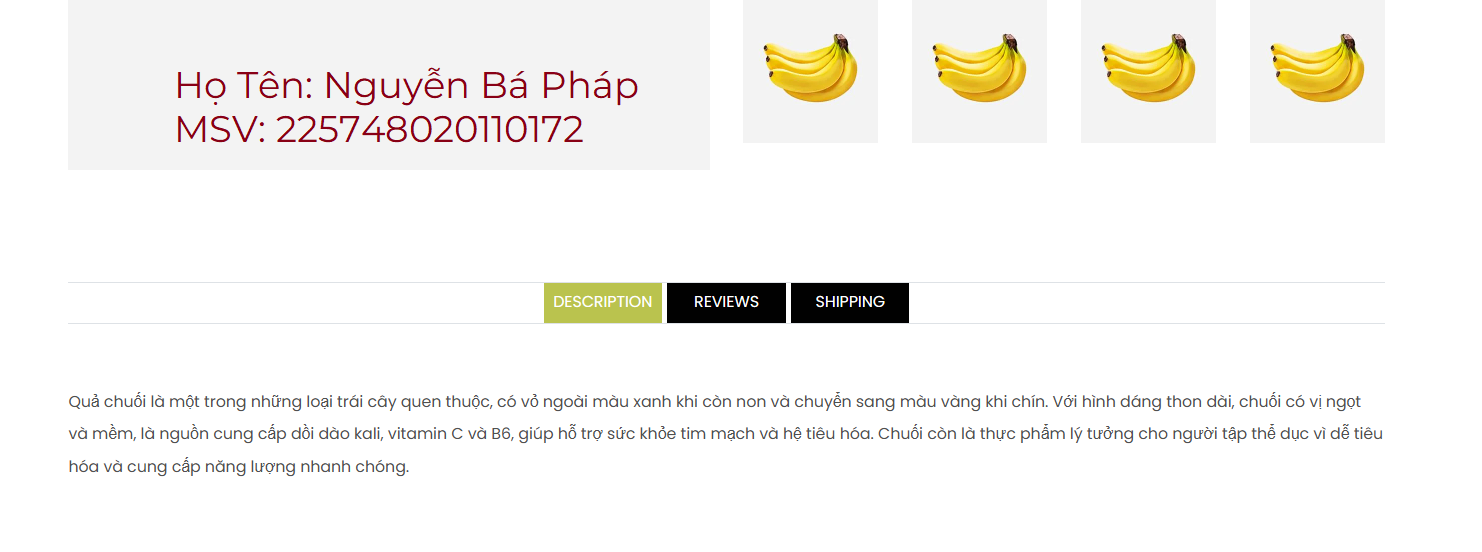 Họ Tên: Nguyễn Bá Pháp
MSV: 225748020110172
DESCRIPTION
REVIEWS
SHIPPING
Quả chuối là một trong những loại trái cây quen thuộc, có vỏ ngoài màu xanh khi còn non và chuyển sang màu vàng khi chín. Với hình dáng thon dài, chuối có vị ngọt
và mềm, là nguồn cung cấp dồi dào kali, vitamin C và B6, giúp hỗ trợ sức khỏe tim mạch và hệ tiêu hóa. Chuối còn là thực phẩm lý tưởng cho người tập thể dục vì dễ tiêu
hóa và cung cấp năng lượng nhanh chóng.